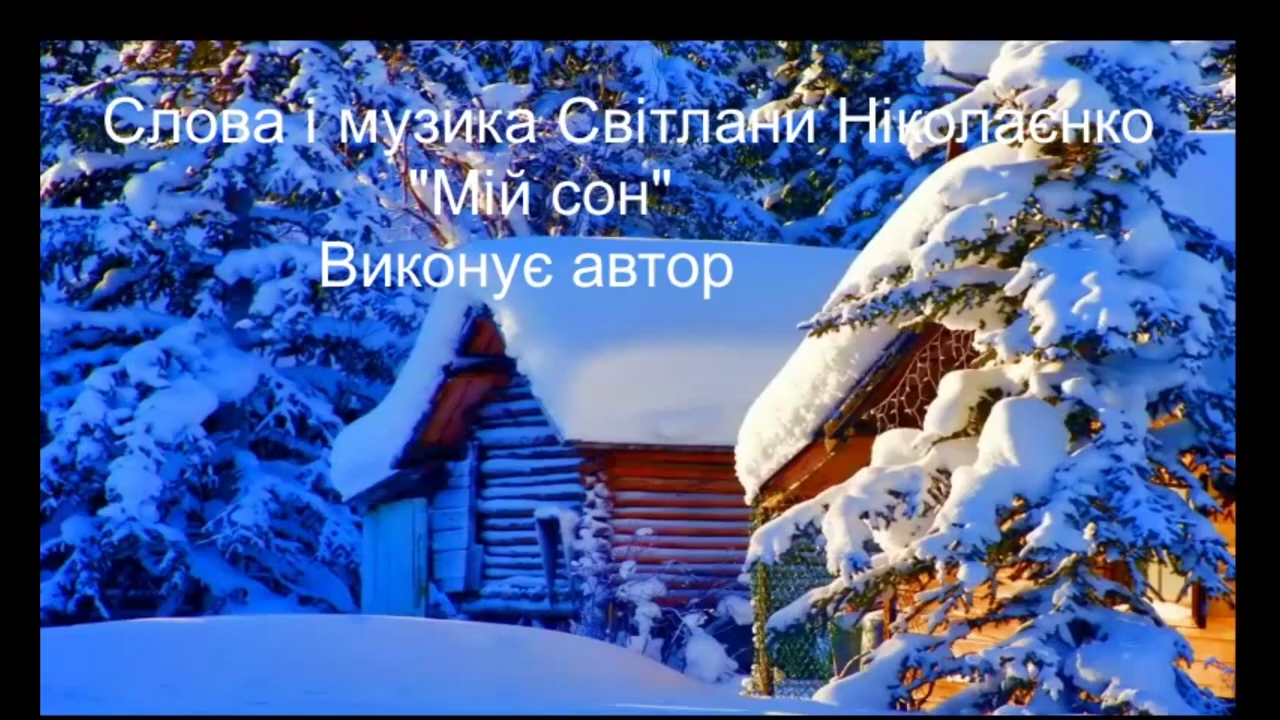 Слова і музика Світлани Ніколаєнко
"Мій сон"
Виконує автор